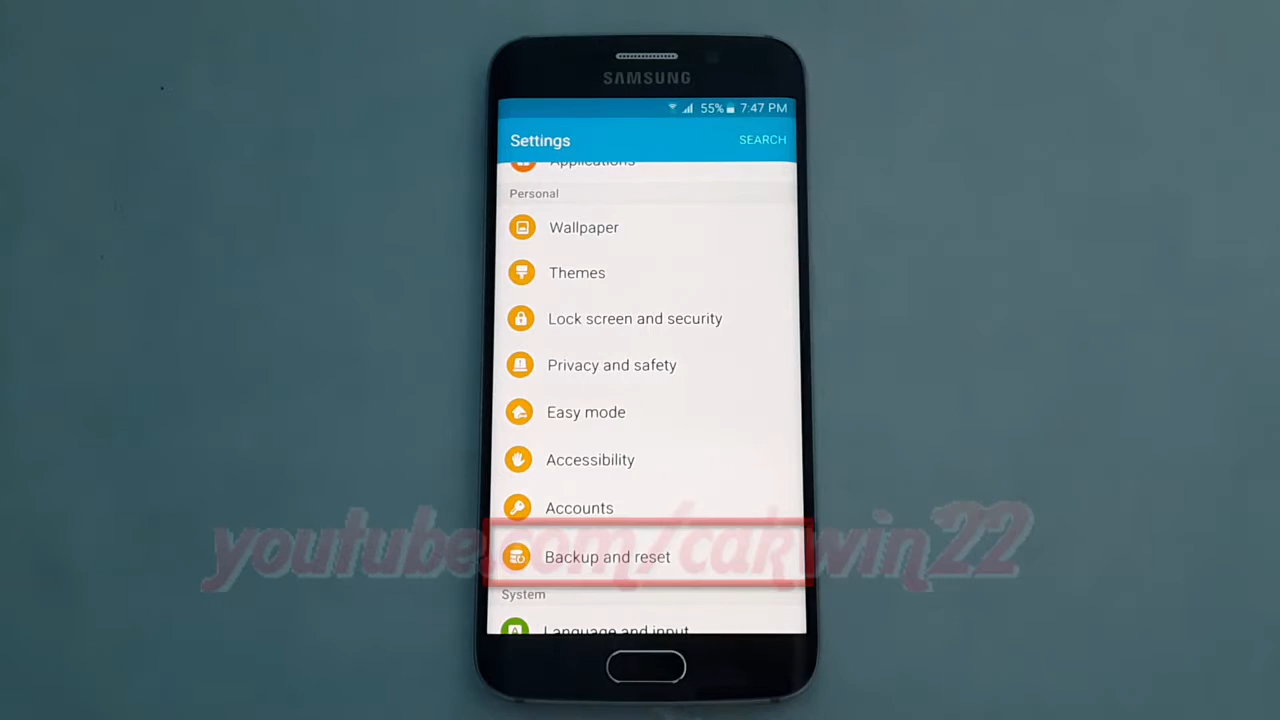 SAMSUNG
55% 7:47 PM
Settings
SEARCH
Applications
Personal
Wallpaper
Themes
Lock screen and security
Privacy and safety
Easy mode
Accessibility
Accounts
youtube.com/cakwin22
Backup and reset
System
Language and input